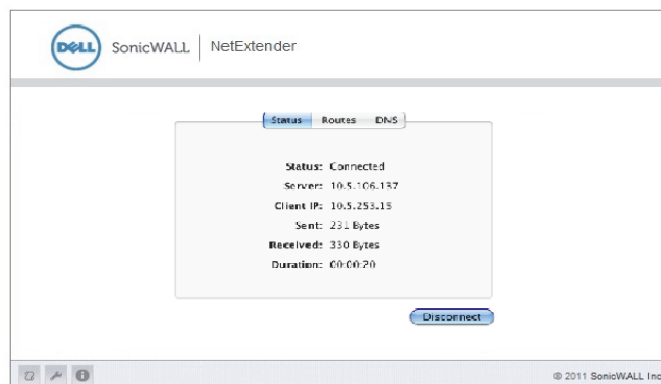 DELL SonicWALL NetExtender
Status Routes DNS
Status: Connected
Server: 10.5.106.137
Client IP: 10.5.253.15
Sent: 231 Bytes
Received: 330 Bytes
Duration: 00:00:20
Disconnect
© 2011 SonicWALL Inc